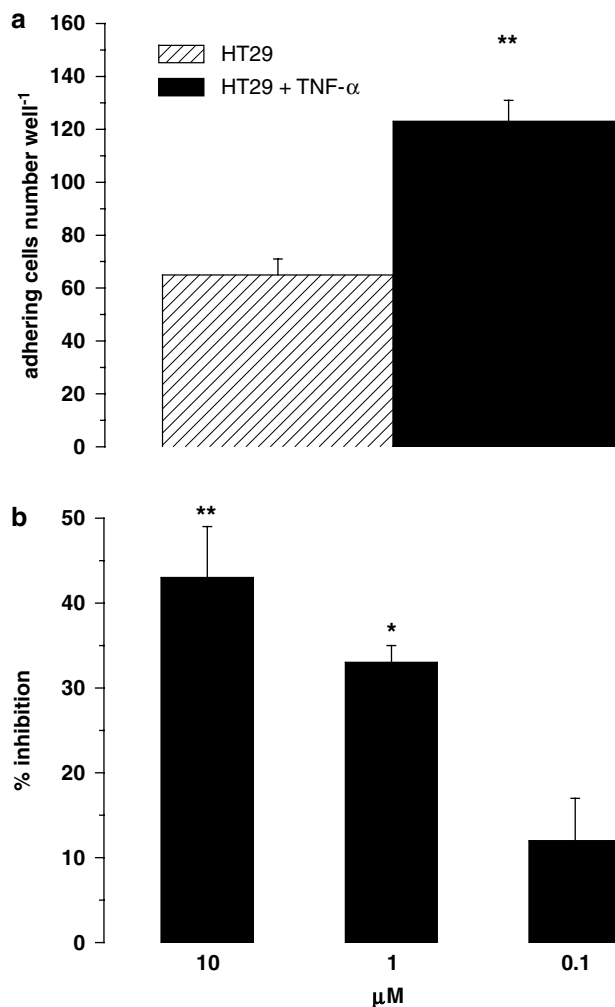 a
160
140
120
100
80
60
40
20
0
adhering cells number well-1
HT29
HT29 + TNF-α
**
b
50
40
30
20
10
0
% inhibition
**
*
10 1 0.1
μM